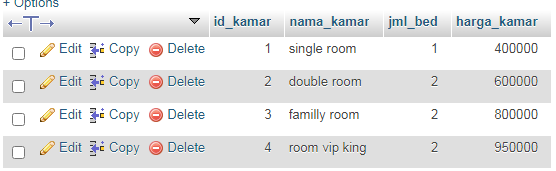 + Options
id_kamar nama_kamar jml_bed harga_kamar
Edit Copy Delete 1 single room 1 400000
Edit Copy Delete 2 double room 2 600000
Edit Copy Delete 3 familly room 2 800000
Edit Copy Delete 4 room vip king 2 950000